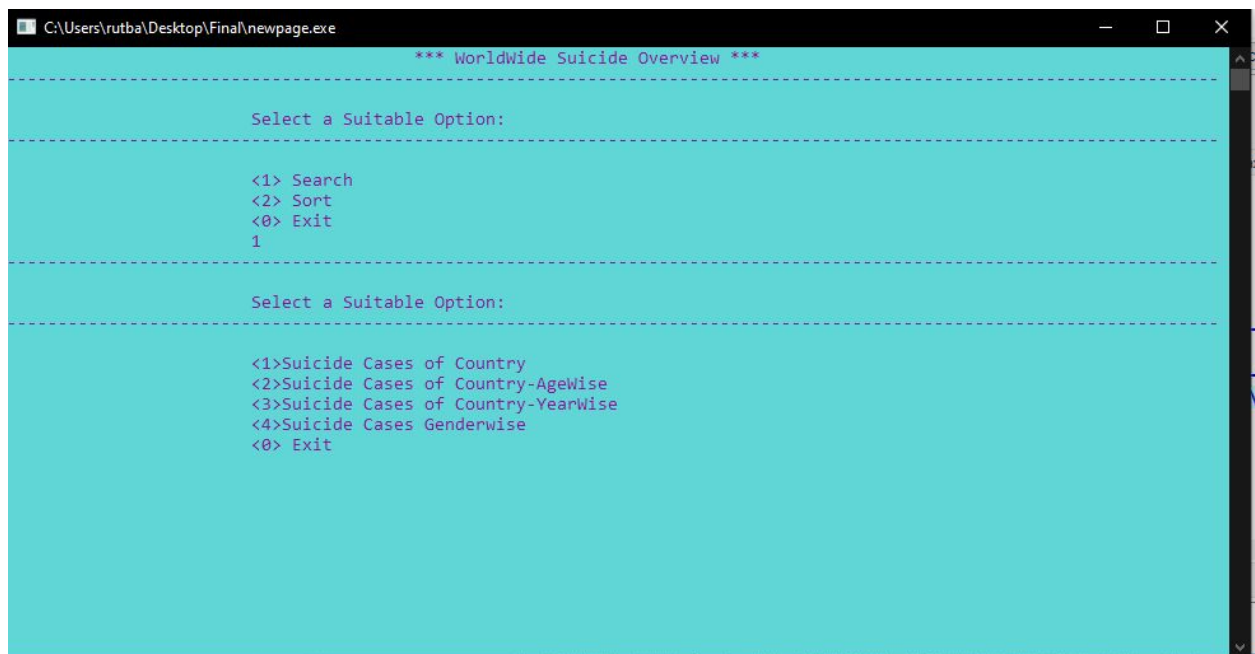 C:\Users\rutba\Desktop\Final\newpage.exe
*** WorldWide Suicide Overview ***
Select a Suitable Option:
<1> Search
<2> Sort
<0> Exit
1
Select a Suitable Option:
<1>Suicide Cases of Country
<2>Suicide Cases of Country-AgeWise
<3>Suicide Cases of Country-YearWise
<4>Suicide Cases Genderwise
<0> Exit